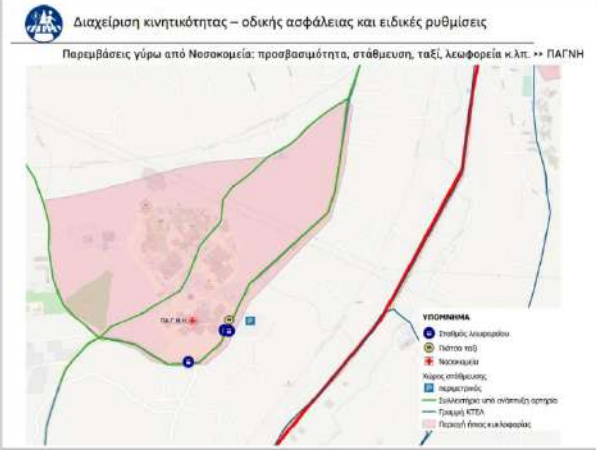 Διαχείριση κινητικότητας – οδικής ασφάλειας και ειδικές ρυθμίσεις
Παρεμβάσεις γύρω από Νοσοκομεία: προσβασιμότητα, στάθμευση, ταξί, λεωφορεία κ.λπ. >> ΠΑΓΝΗ
ΠΑ.Γ.Ν.Η.
ΥΠΟΜΝΗΜΑ
Σταθμός λεωφορείου
Πιάτσα ταξί
Νοσοκομεία
Χώρος στάθμευσης
περιμετρικός
Συλλεκτήρια υπό ανάπτυξη αρτηρία
Γραμμή ΚΤΕΛ
Περιοχή ήπιας κυκλοφορίας